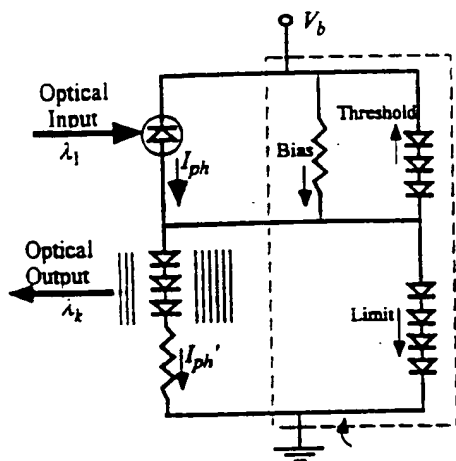 V_b
Optical
Input
λ_1
I_ph
Bias
Threshold
Optical
Output
λ_k
I_ph'
Limit